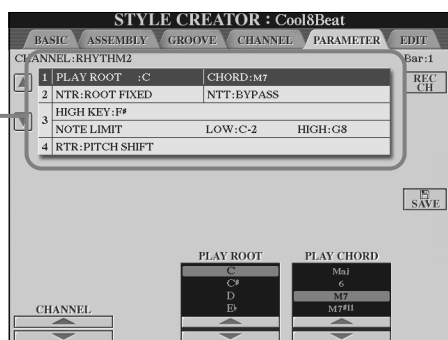 STYLE CREATOR : Cool8Beat
BASIC ASSEMBLY GROOVE CHANNEL PARAMETER EDIT
CHANNEL:RHYTHM2 Bar:1
1 PLAY ROOT :C CHORD:M7
2 NTR:ROOT FIXED NTT:BYPASS
3 HIGH KEY:F#
NOTE LIMIT LOW:C-2 HIGH:G8
4 RTR:PITCH SHIFT
REC
CH
SAVE
PLAY ROOT PLAY CHORD
C Maj
C# 6
D M7
E♭ M7#11
CHANNEL